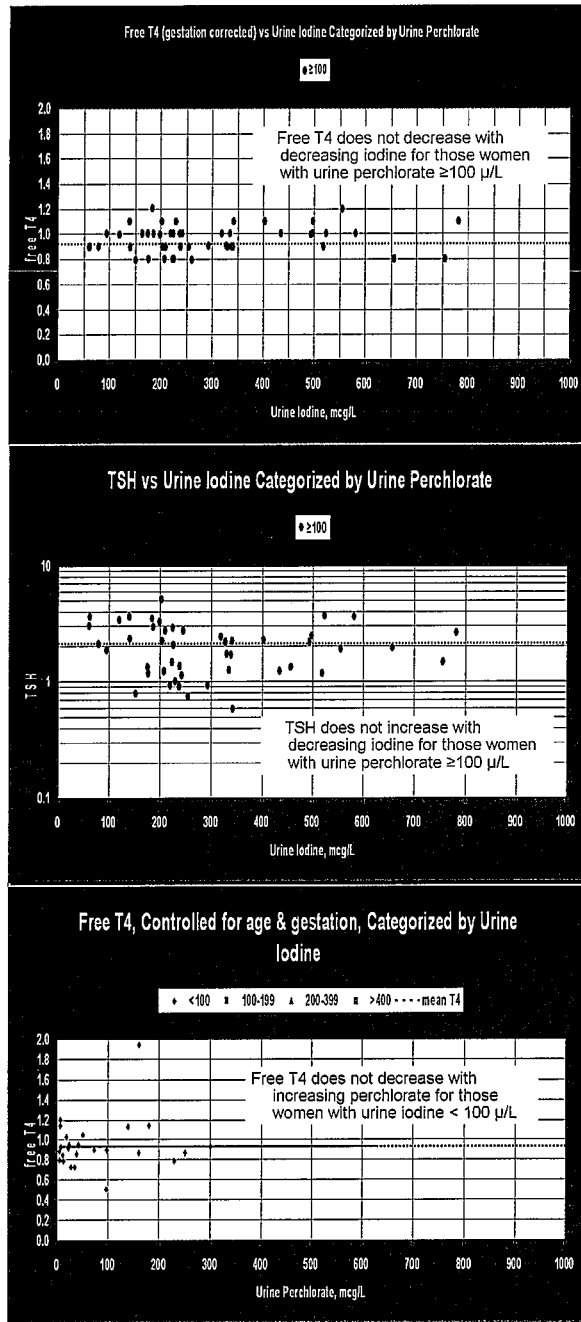 Free T4 (gestation corrected) vs Urine Iodine Categorized by Urine Perchlorate
≥100
Free T4 does not decrease with
decreasing iodine for those women
with urine perchlorate ≥100 µ/L
2.0
1.8
1.6
1.4
1.2
1.0
0.8
0.6
0.4
0.2
0.0
free T4
0 100 200 300 400 500 600 700 800 900 1000
Urine Iodine, mcg/L
TSH vs Urine Iodine Categorized by Urine Perchlorate
≥100
10
1
0.1
TSH
TSH does not increase with
decreasing iodine for those women
with urine perchlorate ≥100 µ/L
0 100 200 300 400 500 600 700 800 900 1000
Urine Iodine, mcg/L
Free T4, Controlled for age & gestation, Categorized by Urine
Iodine
<100 100-199 200-399 >400 mean T4
Free T4 does not decrease with
increasing perchlorate for those
women with urine iodine < 100 µ/L
2.0
1.8
1.6
1.4
1.2
1.0
0.8
0.6
0.4
0.2
0.0
free T4
0 100 200 300 400 500 600 700 800 900 1000
Urine Perchlorate, mcg/L